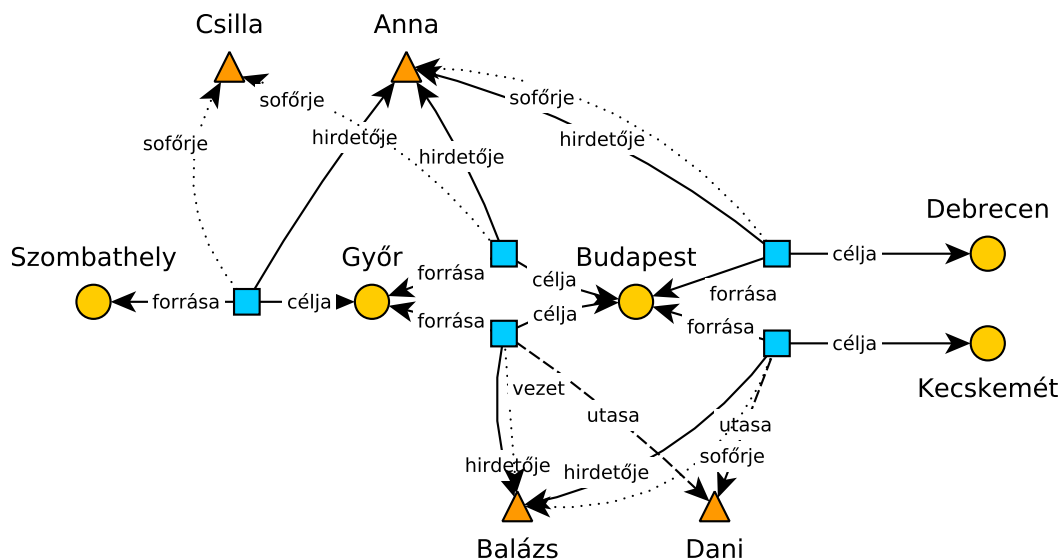 Csilla
Anna
sofőrje
sofőrje
hirdetője
hirdetője
hirdetője
sofőrje
Debrecen
Szombathely
Győr
Budapest
célja
forrása
célja
forrása
forrása
célja
forrása
célja
forrása
célja
vezet
Kecskemét
utasa
utasa
sofőrje
hirdetője
hirdetője
Balázs
Dani